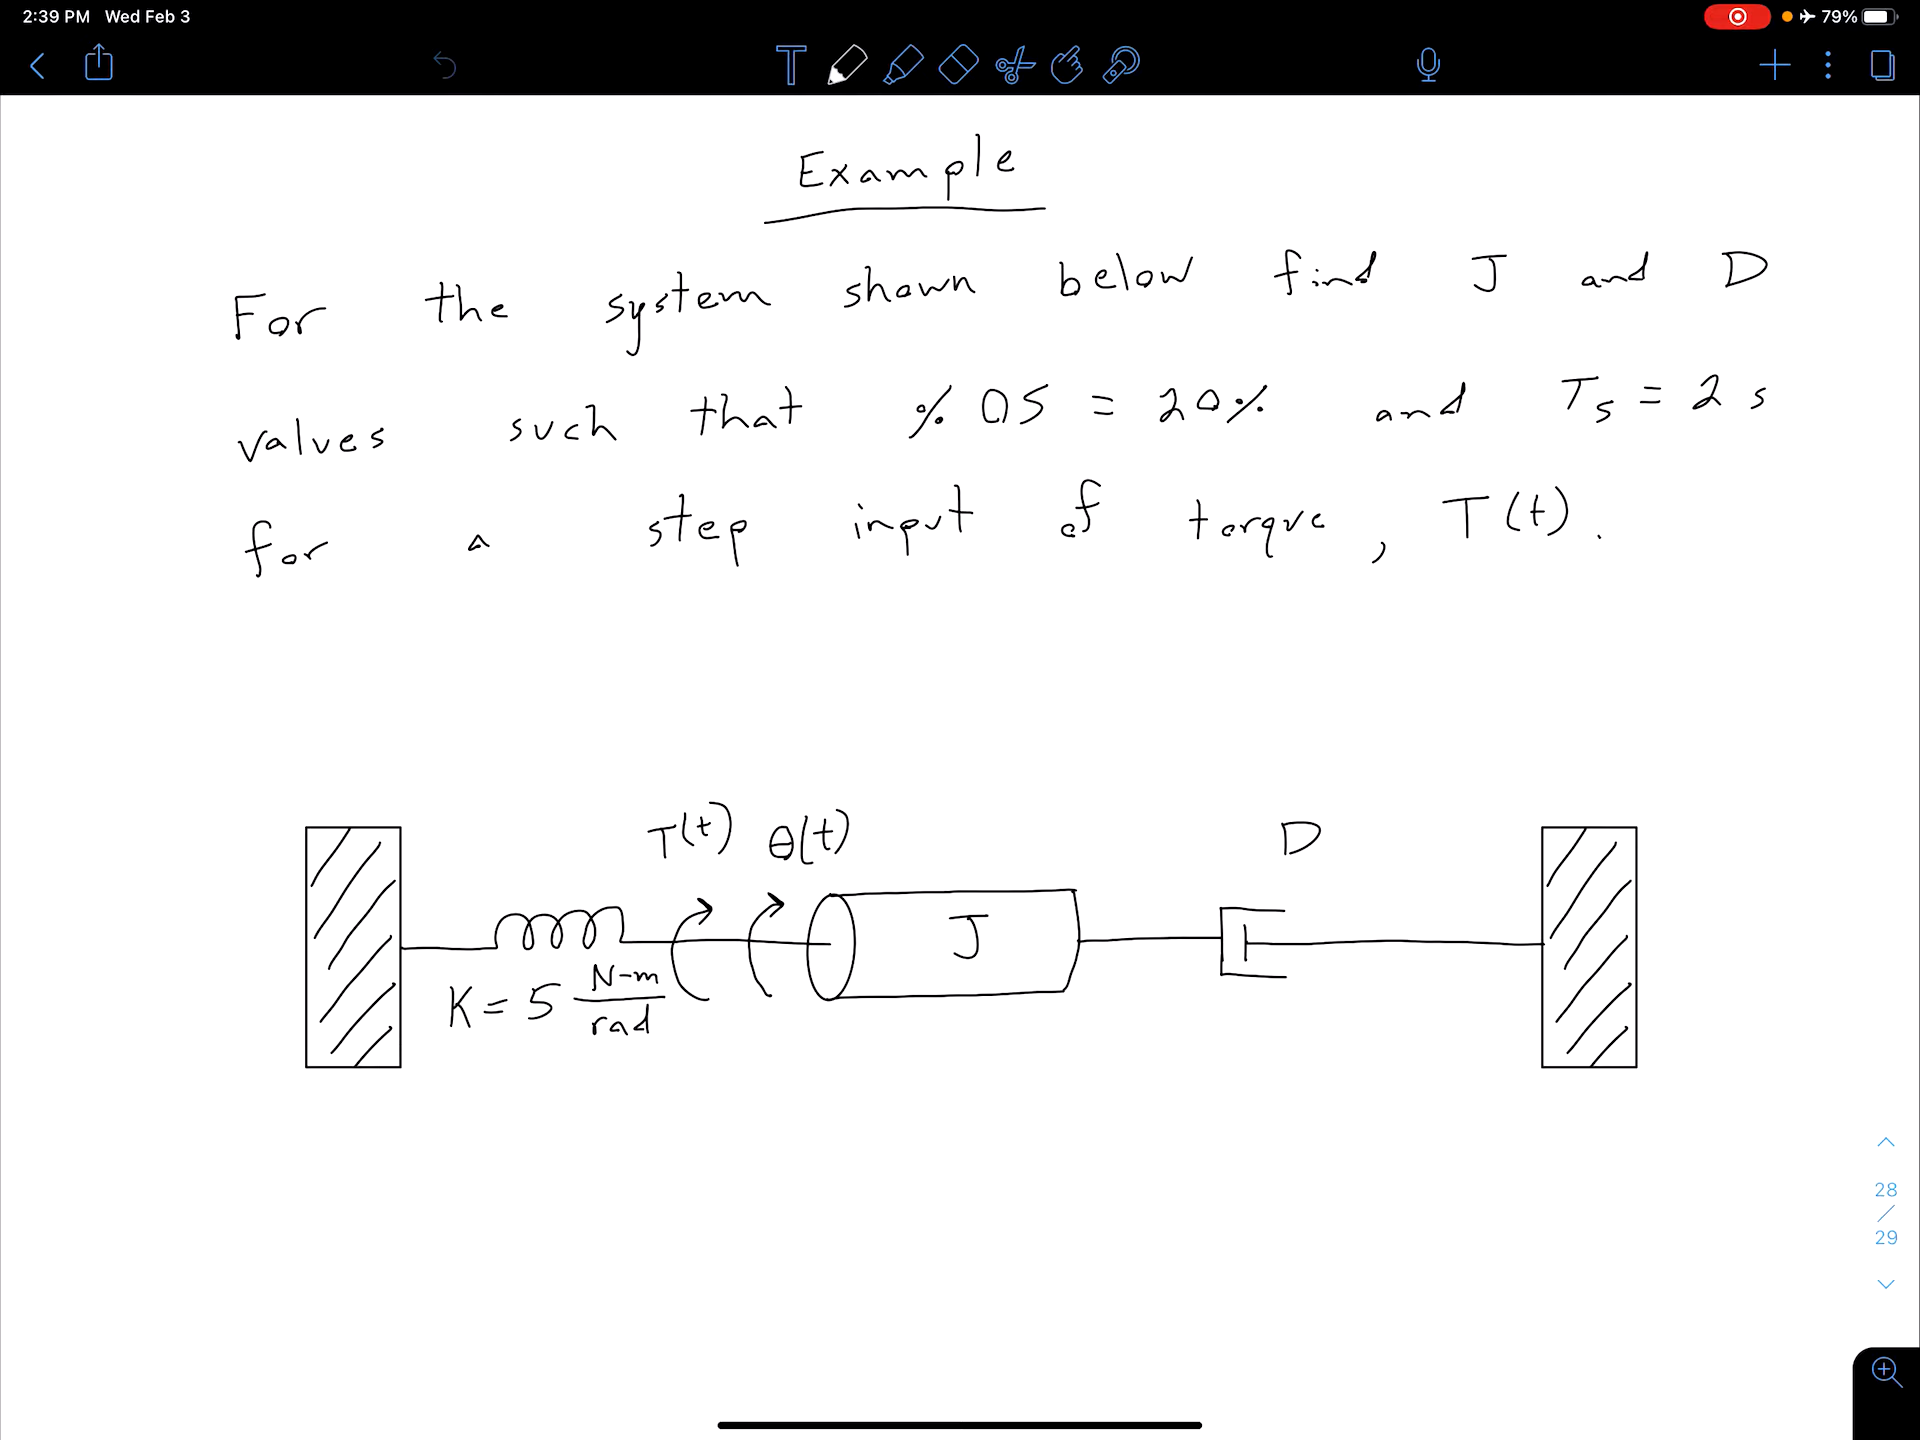 2:39 PM Wed Feb 3
79%
T
Example
For the system shown below find J and D
values such that % OS = 20% and Ts = 2 s
for a step input of torque, T(t).
T(t) θ(t) D
J
K = 5 N-m/rad
28
/
29